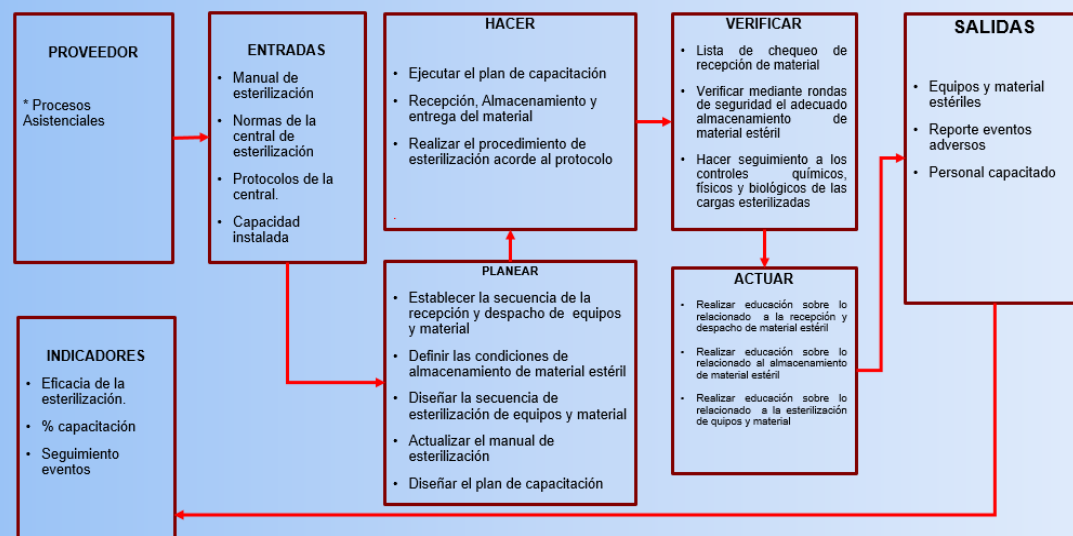 PROVEEDOR
* Procesos
Asistenciales
ENTRADAS
• Manual de
esterilización
• Normas de la
central de
esterilización
• Protocolos de la
central.
• Capacidad
instalada
HACER
• Ejecutar el plan de capacitación
• Recepción, Almacenamiento y
entrega del material
• Realizar el procedimiento de
esterilización acorde al protocolo
.
VERIFICAR
• Lista de chequeo de
recepción de material
• Verificar mediante rondas
de seguridad el adecuado
almacenamiento de
material estéril
• Hacer seguimiento a los
controles químicos,
físicos y biológicos de las
cargas esterilizadas
SALIDAS
• Equipos y material
estériles
• Reporte eventos
adversos
• Personal capacitado
PLANEAR
• Establecer la secuencia de la
recepción y despacho de equipos
y material
• Definir las condiciones de
almacenamiento de material estéril
• Diseñar la secuencia de
esterilización de equipos y material
• Actualizar el manual de
esterilización
• Diseñar el plan de capacitación
ACTUAR
• Realizar educación sobre lo
relacionado a la recepción y
despacho de material estéril
• Realizar educación sobre lo
relacionado al almacenamiento
de material estéril
• Realizar educación sobre lo
relacionado a la esterilización
de quipos y material
INDICADORES
• Eficacia de la
esterilización.
• % capacitación
• Seguimiento
eventos